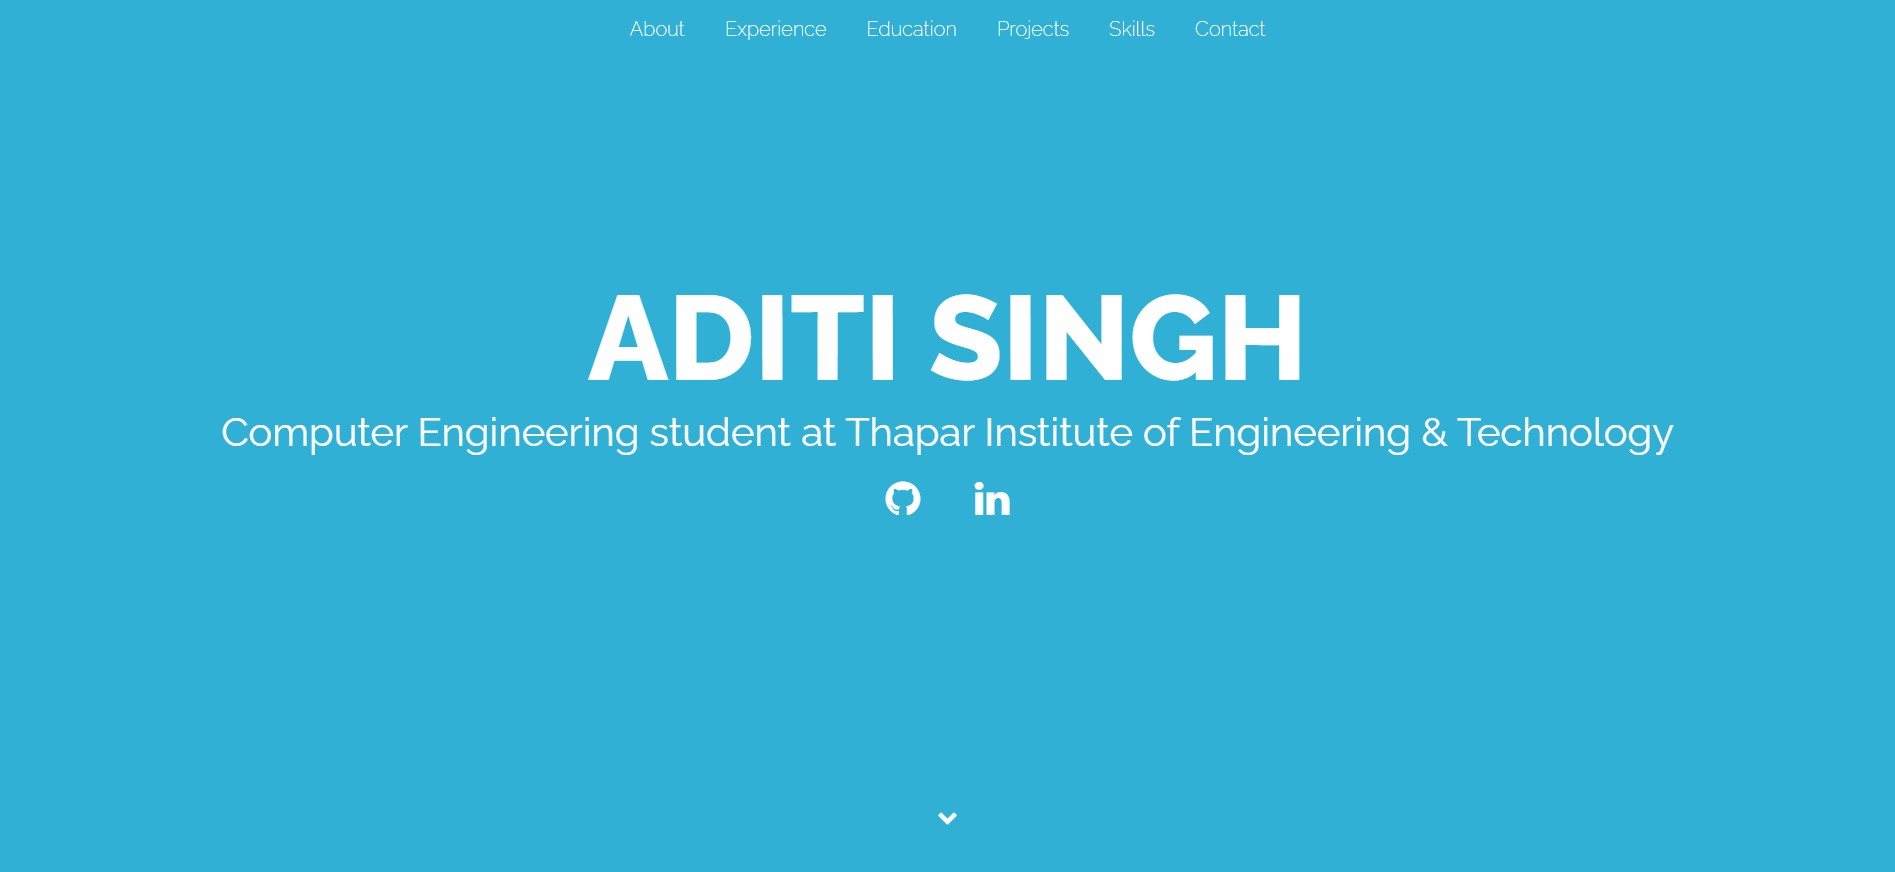 About Experience Education Projects Skills Contact
ADITI SINGH
Computer Engineering student at Thapar Institute of Engineering & Technology
in